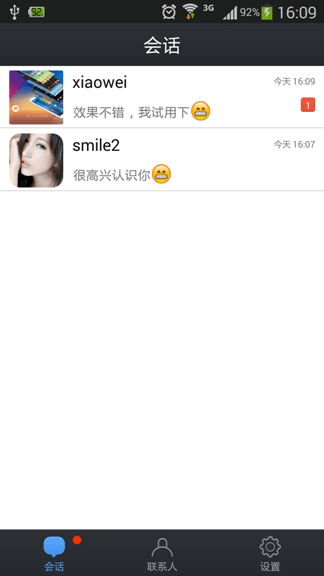 92 3G 92% 16:09
会话
xiaowei 今天 16:09
效果不错，我试用下😁 1
smile2 今天 16:07
很高兴认识你😁
会话 联系人 设置